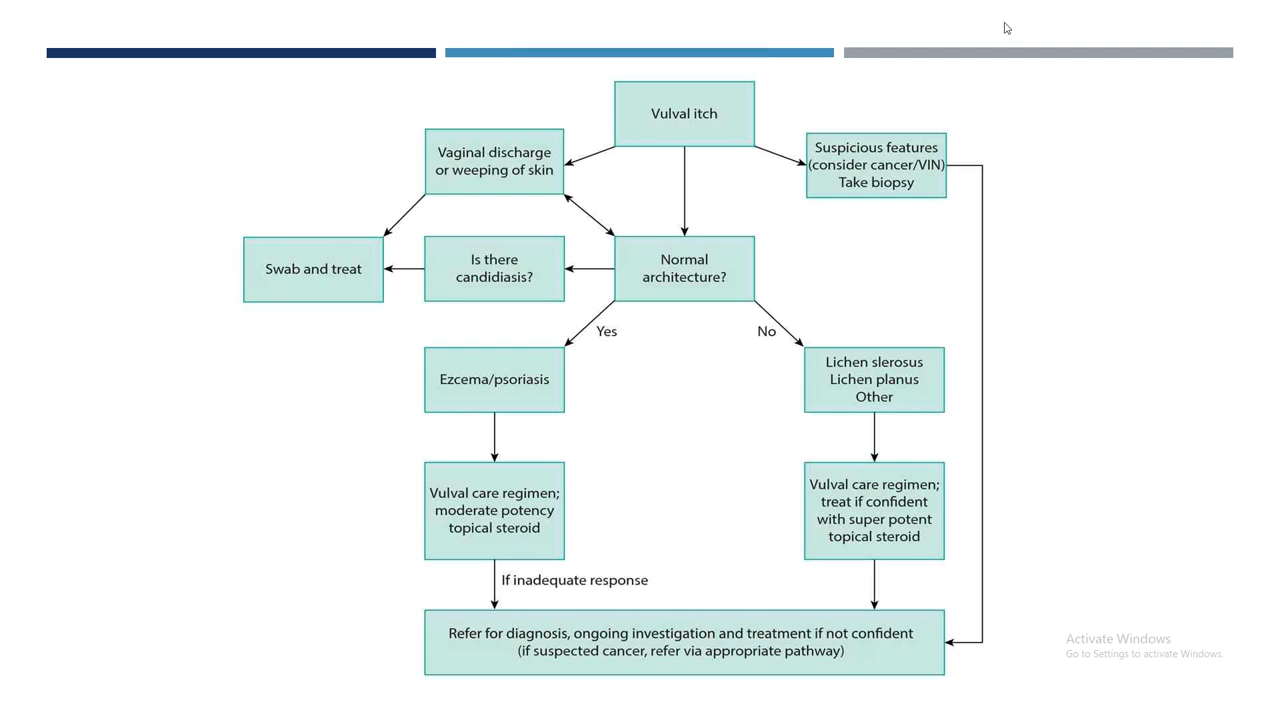 Vulval itch
Vaginal discharge
or weeping of skin
Suspicious features
(consider cancer/VIN)
Take biopsy
Swab and treat
Is there
candidiasis?
Normal
architecture?
Yes
No
Ezcema/psoriasis
Lichen slerosus
Lichen planus
Other
Vulval care regimen;
moderate potency
topical steroid
Vulval care regimen;
treat if confident
with super potent
topical steroid
If inadequate response
Refer for diagnosis, ongoing investigation and treatment if not confident
(if suspected cancer, refer via appropriate pathway)
Activate Windows
Go to Settings to activate Windows.